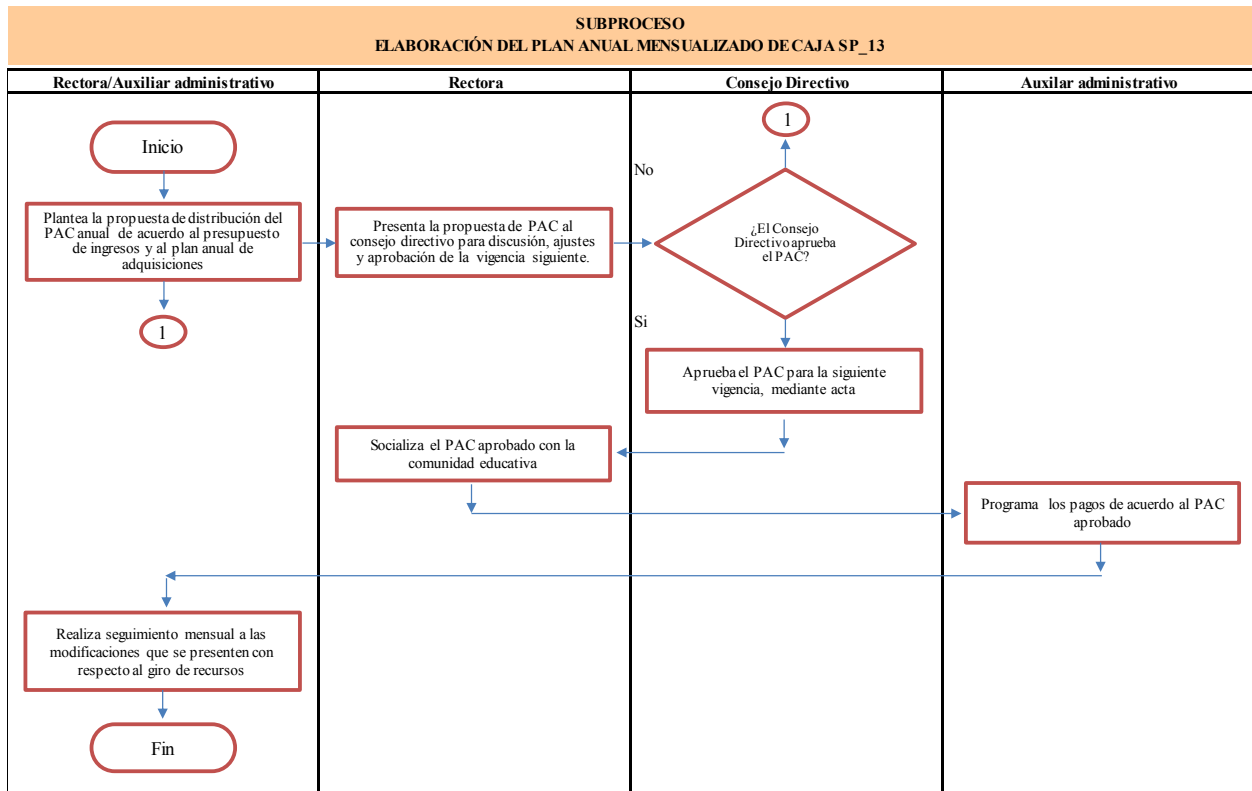 SUBPROCESO
ELABORACIÓN DEL PLAN ANUAL MENSUALIZADO DE CAJA SP_13
Rectora/Auxiliar administrativo
Rectora
Consejo Directivo
Auxilar administrativo
1
Inicio
No
Plantea la propuesta de distribución del
PAC anual de acuerdo al presupuesto
de ingresos y al plan anual de
adquisiciones
Presenta la propuesta de PAC al
consejo directivo para discusión, ajustes
y aprobación de la vigencia siguiente.
¿El Consejo
Directivo aprueba
el PAC?
1
Si
Aprueba el PAC para la siguiente
vigencia, mediante acta
Socializa el PAC aprobado con la
comunidad educativa
Programa los pagos de acuerdo al PAC
aprobado
Realiza seguimiento mensual a las
modificaciones que se presenten con
respecto al giro de recursos
Fin